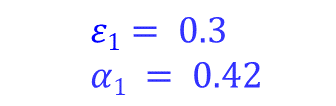 ε₁ = 0.3
α₁ = 0.42